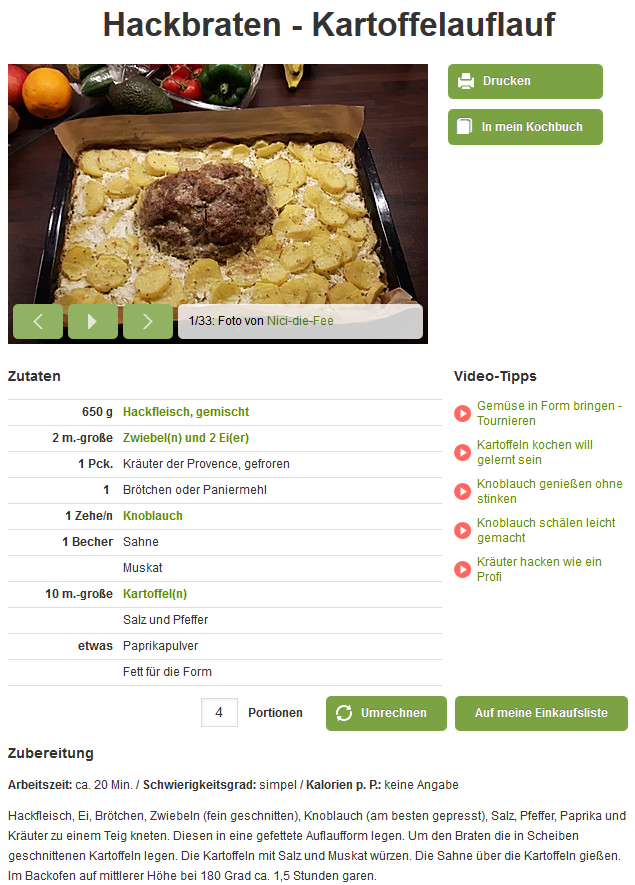 Hackbraten - Kartoffelauflauf
Drucken
In mein Kochbuch
1/33: Foto von Nici-die-Fee
Zutaten
650 g Hackfleisch, gemischt
2 m.-große Zwiebel(n) und 2 Ei(er)
1 Pck. Kräuter der Provence, gefroren
1 Brötchen oder Paniermehl
1 Zehe/n Knoblauch
1 Becher Sahne
Muskat
10 m.-große Kartoffel(n)
Salz und Pfeffer
etwas Paprikapulver
Fett für die Form
Video-Tipps
Gemüse in Form bringen -
Tournieren
Kartoffeln kochen will
gelernt sein
Knoblauch genießen ohne
stinken
Knoblauch schälen leicht
gemacht
Kräuter hacken wie ein
Profi
4 Portionen Umrechnen Auf meine Einkaufsliste
Zubereitung
Arbeitszeit: ca. 20 Min. / Schwierigkeitsgrad: simpel / Kalorien p. P.: keine Angabe
Hackfleisch, Ei, Brötchen, Zwiebeln (fein geschnitten), Knoblauch (am besten gepresst), Salz, Pfeffer, Paprika und
Kräuter zu einem Teig kneten. Diesen in eine gefettete Auflaufform legen. Um den Braten die in Scheiben
geschnittenen Kartoffeln legen. Die Kartoffeln mit Salz und Muskat würzen. Die Sahne über die Kartoffeln gießen.
Im Backofen auf mittlerer Höhe bei 180 Grad ca. 1,5 Stunden garen.